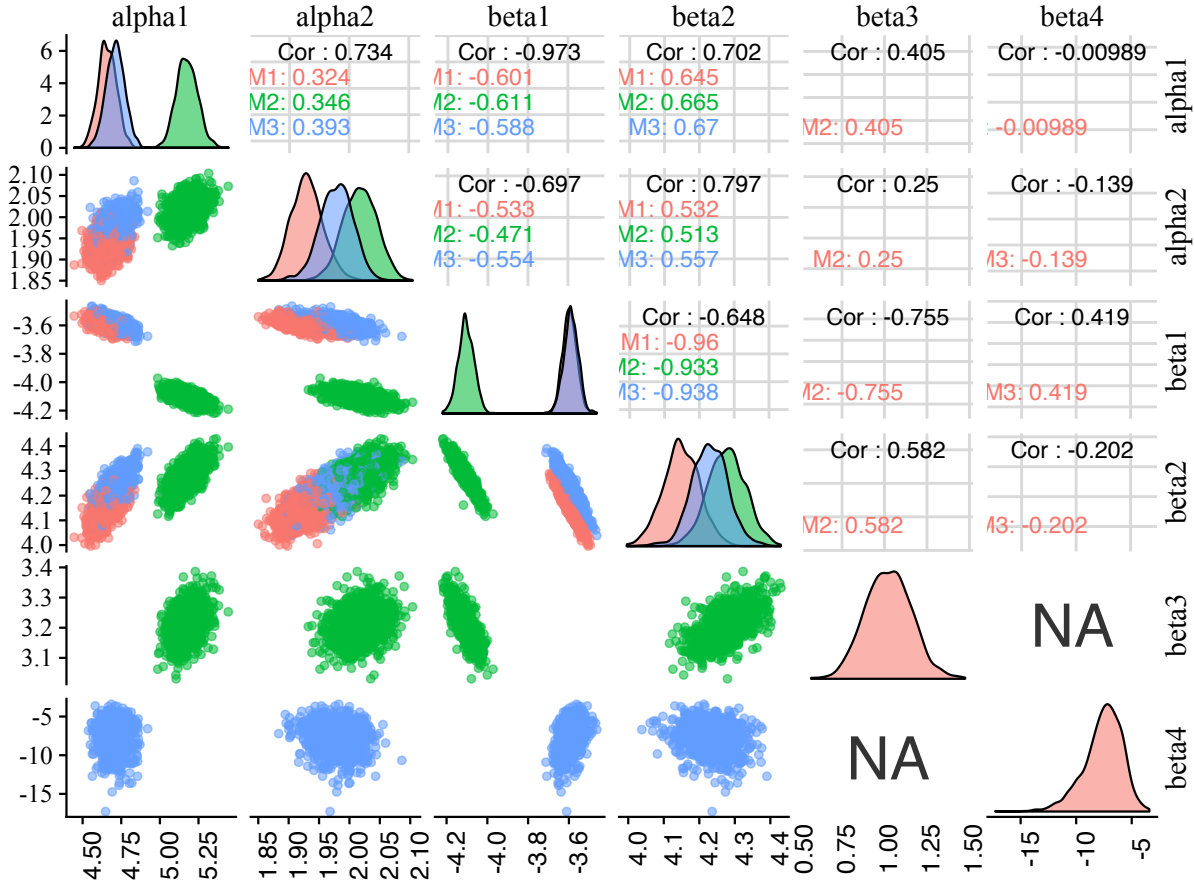 alpha1 alpha2 beta1 beta2 beta3 beta4
6 Cor : 0.734 Cor : -0.973 Cor : 0.702 Cor : 0.405 Cor : -0.00989 alpha1
M1: 0.324 M1: -0.601 M1: 0.645
4
M2: 0.346 M2: -0.611 M2: 0.665
2 M3: 0.393 M3: -0.588 M3: 0.67 M2: 0.405 : -0.00989
0
2.10 Cor : -0.697 Cor : 0.797 Cor : 0.25 Cor : -0.139 alpha2
2.05 M1: -0.533 M1: 0.532
2.00 M2: -0.471 M2: 0.513
1.95
1.90 M3: -0.554 M3: 0.557 M2: 0.25 M3: -0.139
1.85
-3.6 Cor : -0.648 Cor : -0.755 Cor : 0.419 beta1
M1: -0.96
-3.8 M2: -0.933
-4.0 M3: -0.938 M2: -0.755 M3: 0.419
-4.2
4.4 Cor : 0.582 Cor : -0.202 beta2
4.3
4.2
4.1 M2: 0.582 M3: -0.202
4.0
3.4 beta3
3.3
3.2 NA
3.1
-5 beta4
-10 NA
-15
4.50 4.75 5.00 5.25 1.85 1.90 1.95 2.00 2.05 2.10 -4.2 -4.0 -3.8 -3.6 4.0 4.1 4.2 4.3 4.4 0.50 0.75 1.00 1.25 1.50 -15 -10 -5